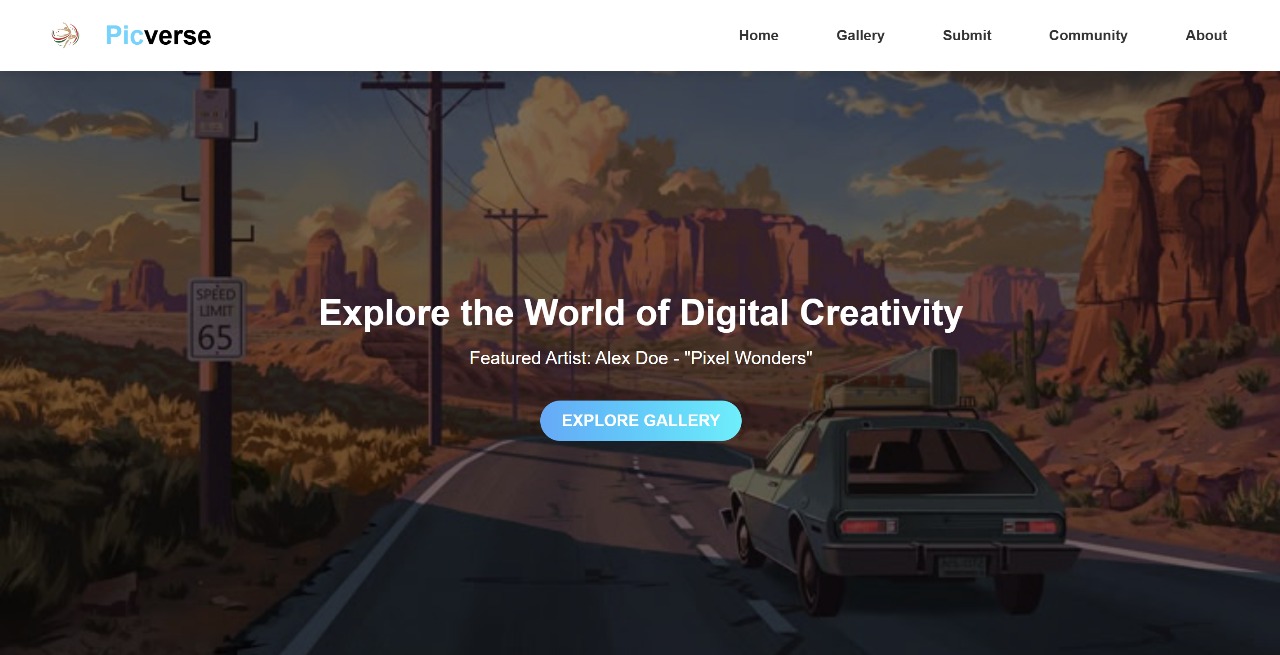 Picverse
Home Gallery Submit Community About
SPEED
LIMIT
65
Explore the World of Digital Creativity
Featured Artist: Alex Doe - "Pixel Wonders"
EXPLORE GALLERY